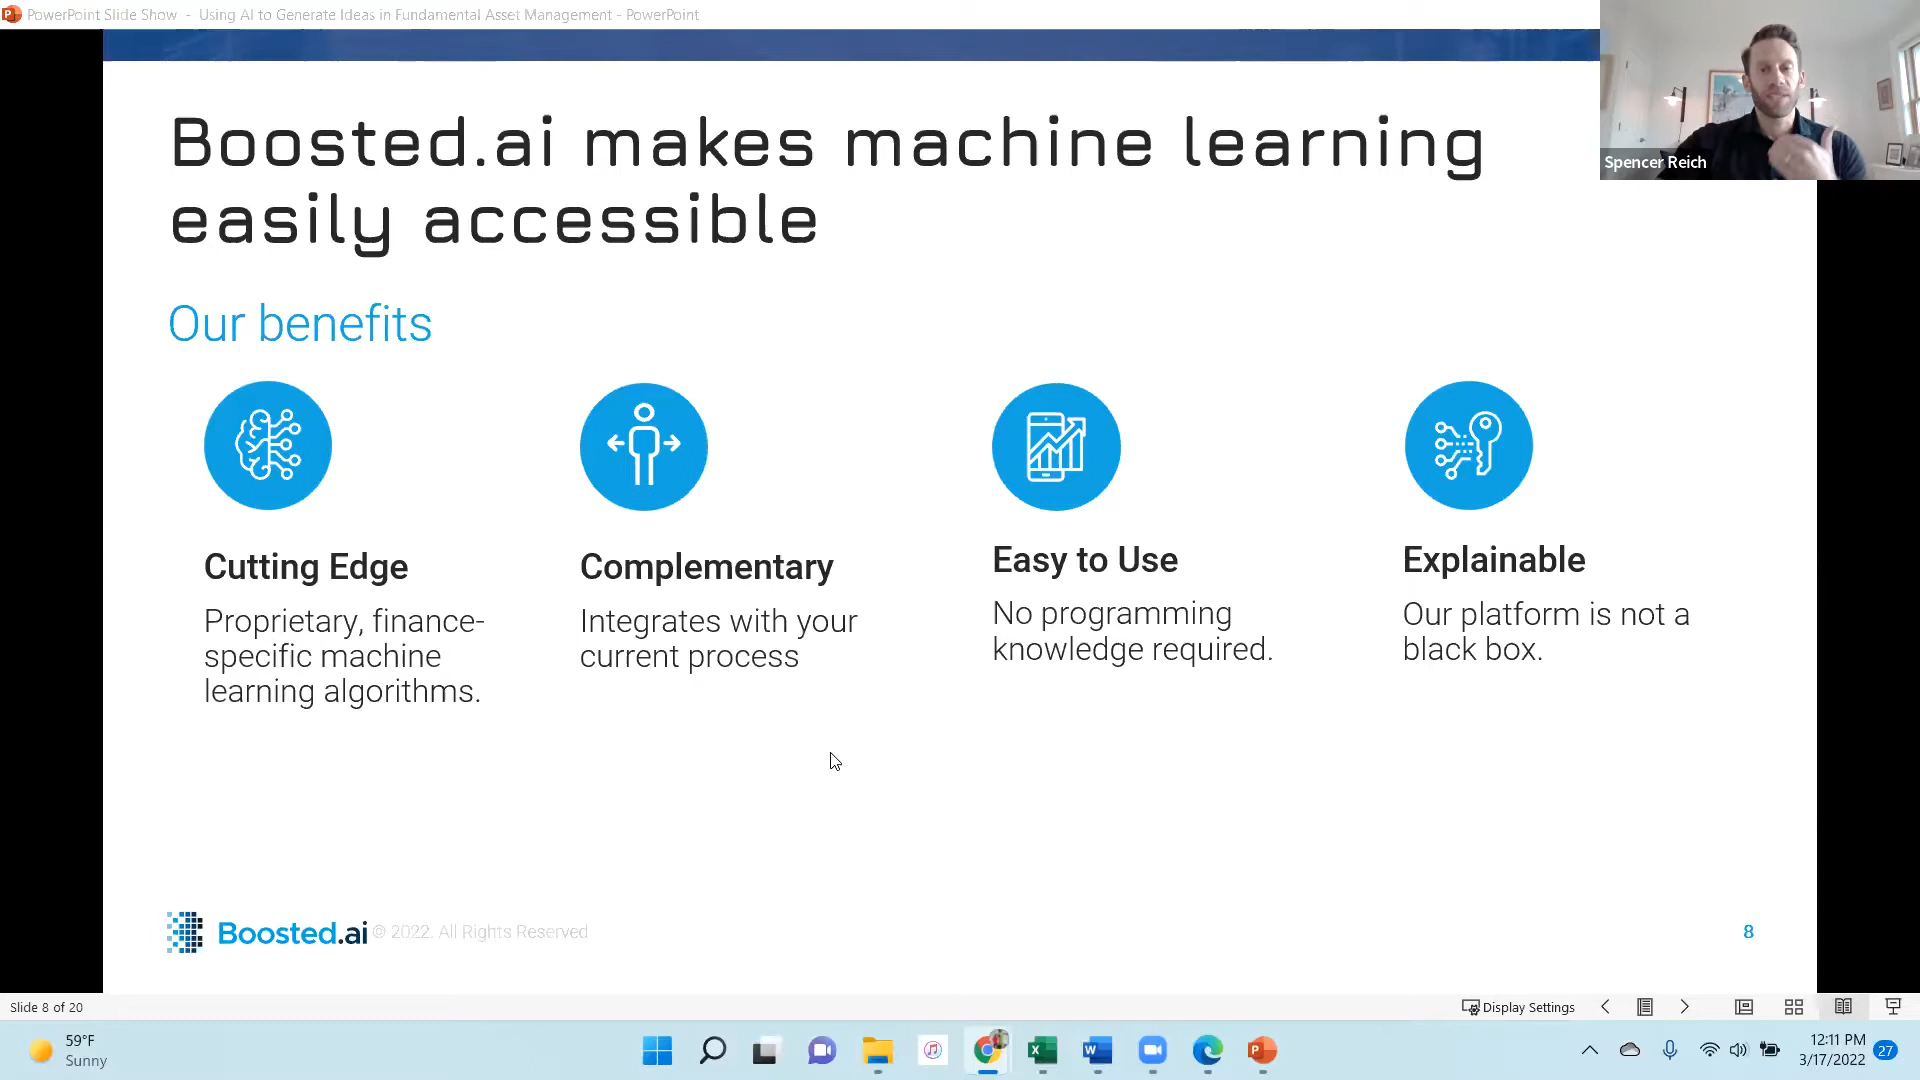 PowerPoint Slide Show - Using AI to Generate Ideas in Fundamental Asset Management - PowerPoint
Spencer Reich
Boosted.ai makes machine learning
easily accessible
Our benefits
Cutting Edge
Proprietary, finance-
specific machine
learning algorithms.
Complementary
Integrates with your
current process
Easy to Use
No programming
knowledge required.
Explainable
Our platform is not a
black box.
Boosted.ai © 2022. All Rights Reserved
8
Slide 8 of 20
Display Settings
59°F
Sunny
12:11 PM
3/17/2022
27